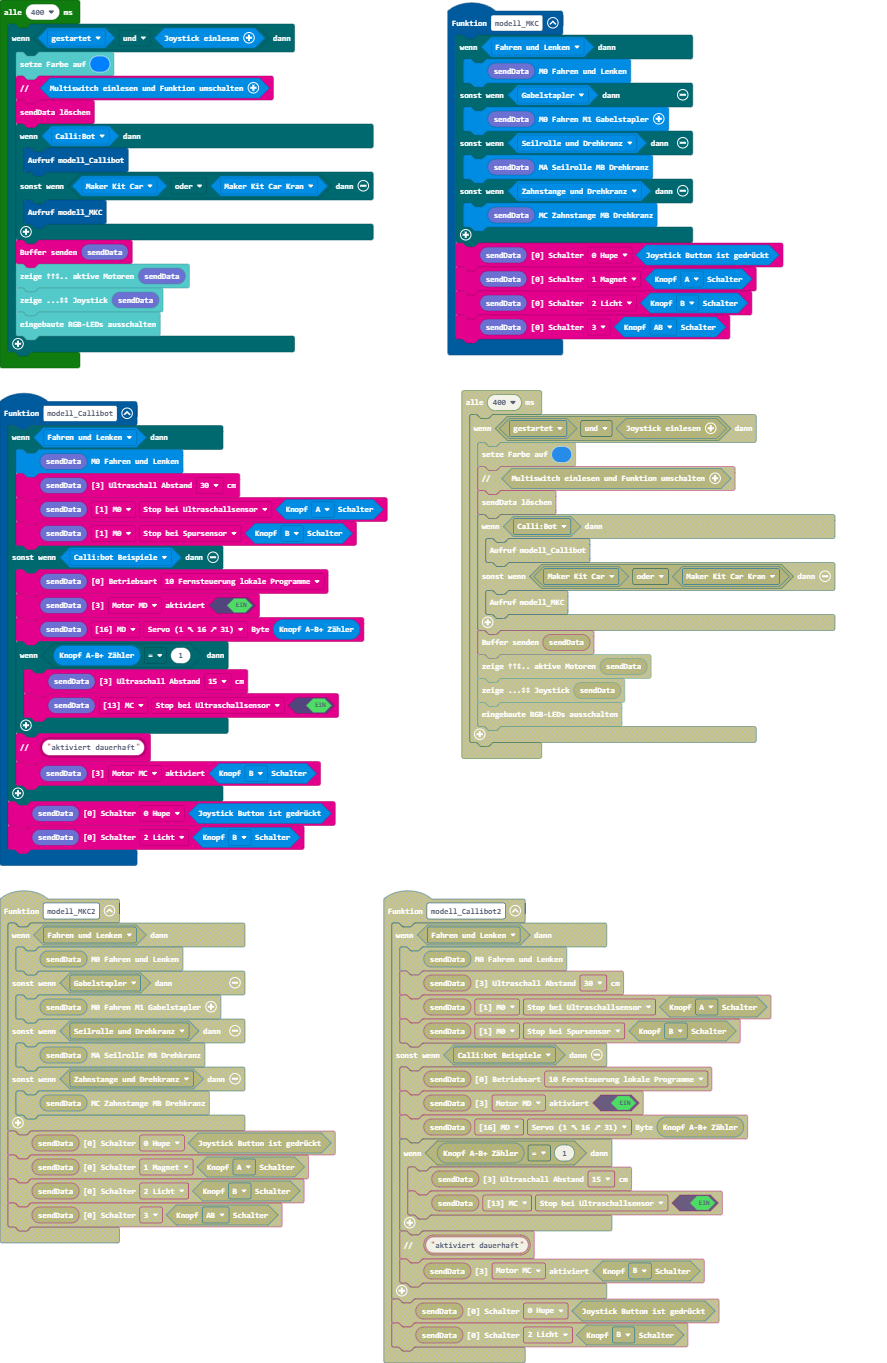 alle 400 ms
wenn gestartet und Joystick einlesen dann
setze Farbe auf
// Multiswitch einlesen und Funktion umschalten
sendData löschen
wenn Calli:Bot dann
Aufruf modell_Callibot
sonst wenn Maker Kit Car oder Maker Kit Car Kran dann
Aufruf modell_MKC
Buffer senden sendData
zeige ↑↑↕.. aktive Motoren sendData
zeige ...↕↕ Joystick sendData
eingebaute RGB-LEDs ausschalten
Funktion modell_MKC
wenn Fahren und Lenken dann
sendData M0 Fahren und Lenken
sonst wenn Gabelstapler dann
sendData M0 Fahren M1 Gabelstapler
sonst wenn Seilrolle und Drehkranz dann
sendData MA Seilrolle MB Drehkranz
sonst wenn Zahnstange und Drehkranz dann
sendData MC Zahnstange MB Drehkranz
sendData [0] Schalter 0 Hupe Joystick Button ist gedrückt
sendData [0] Schalter 1 Magnet Knopf A Schalter
sendData [0] Schalter 2 Licht Knopf B Schalter
sendData [0] Schalter 3 Knopf AB Schalter
Funktion modell_Callibot
wenn Fahren und Lenken dann
sendData M0 Fahren und Lenken
sendData [3] Ultraschall Abstand 30 cm
sendData [1] M0 Stop bei Ultraschallsensor Knopf A Schalter
sendData [1] M0 Stop bei Spursensor Knopf B Schalter
sonst wenn Calli:bot Beispiele dann
sendData [0] Betriebsart 10 Fernsteuerung lokale Programme
sendData [3] Motor MD aktiviert EIN
sendData [16] MD Servo (1 ↖ 16 ↗ 31) Byte Knopf A-B+ Zähler
wenn Knopf A-B+ Zähler = 1 dann
sendData [3] Ultraschall Abstand 15 cm
sendData [13] MC Stop bei Ultraschallsensor EIN
// "aktiviert dauerhaft"
sendData [3] Motor MC aktiviert Knopf B Schalter
sendData [0] Schalter 0 Hupe Joystick Button ist gedrückt
sendData [0] Schalter 2 Licht Knopf B Schalter
alle 400 ms
wenn gestartet und Joystick einlesen dann
setze Farbe auf
// Multiswitch einlesen und Funktion umschalten
sendData löschen
wenn Calli:Bot dann
Aufruf modell_Callibot
sonst wenn Maker Kit Car oder Maker Kit Car Kran dann
Aufruf modell_MKC
Buffer senden sendData
zeige ↑↑↕.. aktive Motoren sendData
zeige ...↕↕ Joystick sendData
eingebaute RGB-LEDs ausschalten
Funktion modell_MKC2
wenn Fahren und Lenken dann
sendData M0 Fahren und Lenken
sonst wenn Gabelstapler dann
sendData M0 Fahren M1 Gabelstapler
sonst wenn Seilrolle und Drehkranz dann
sendData MA Seilrolle MB Drehkranz
sonst wenn Zahnstange und Drehkranz dann
sendData MC Zahnstange MB Drehkranz
sendData [0] Schalter 0 Hupe Joystick Button ist gedrückt
sendData [0] Schalter 1 Magnet Knopf A Schalter
sendData [0] Schalter 2 Licht Knopf B Schalter
sendData [0] Schalter 3 Knopf AB Schalter
Funktion modell_Callibot2
wenn Fahren und Lenken dann
sendData M0 Fahren und Lenken
sendData [3] Ultraschall Abstand 30 cm
sendData [1] M0 Stop bei Ultraschallsensor Knopf A Schalter
sendData [1] M0 Stop bei Spursensor Knopf B Schalter
sonst wenn Calli:bot Beispiele dann
sendData [0] Betriebsart 10 Fernsteuerung lokale Programme
sendData [3] Motor MD aktiviert EIN
sendData [16] MD Servo (1 ↖ 16 ↗ 31) Byte Knopf A-B+ Zähler
wenn Knopf A-B+ Zähler = 1 dann
sendData [3] Ultraschall Abstand 15 cm
sendData [13] MC Stop bei Ultraschallsensor EIN
// "aktiviert dauerhaft"
sendData [3] Motor MC aktiviert Knopf B Schalter
sendData [0] Schalter 0 Hupe Joystick Button ist gedrückt
sendData [0] Schalter 2 Licht Knopf B Schalter